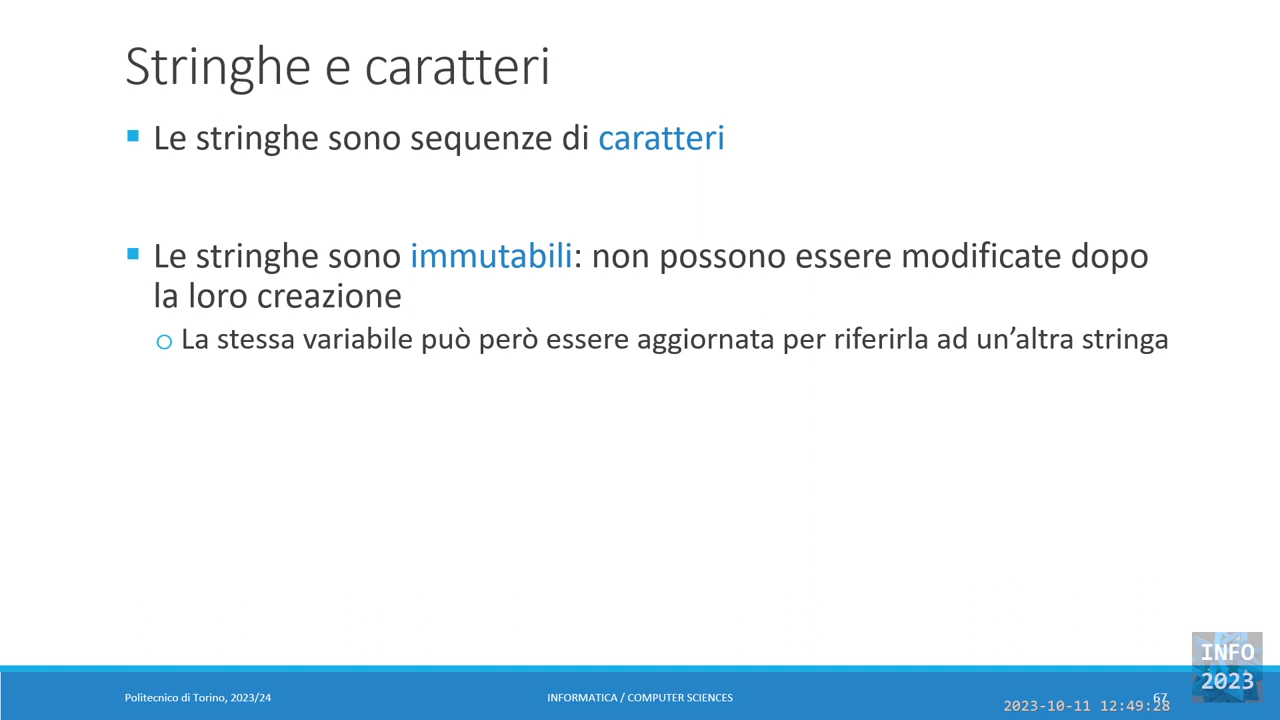 Stringhe e caratteri
▪ Le stringhe sono sequenze di caratteri
▪ Le stringhe sono immutabili: non possono essere modificate dopo
la loro creazione
o La stessa variabile può però essere aggiornata per riferirla ad un’altra stringa
INFO
2023
Politecnico di Torino, 2023/24
INFORMATICA / COMPUTER SCIENCES
67
2023-10-11 12:49:28